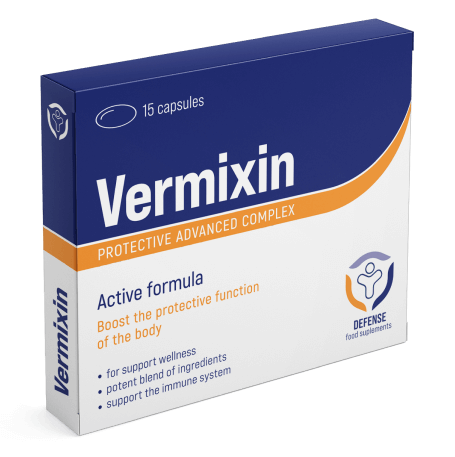 15 capsules
Vermixin
PROTECTIVE ADVANCED COMPLEX
Active formula
Boost the protective function
of the body
• for support wellness
• potent blend of ingredients
• support the immune system
DEFENSE
food suplements
Vermixin